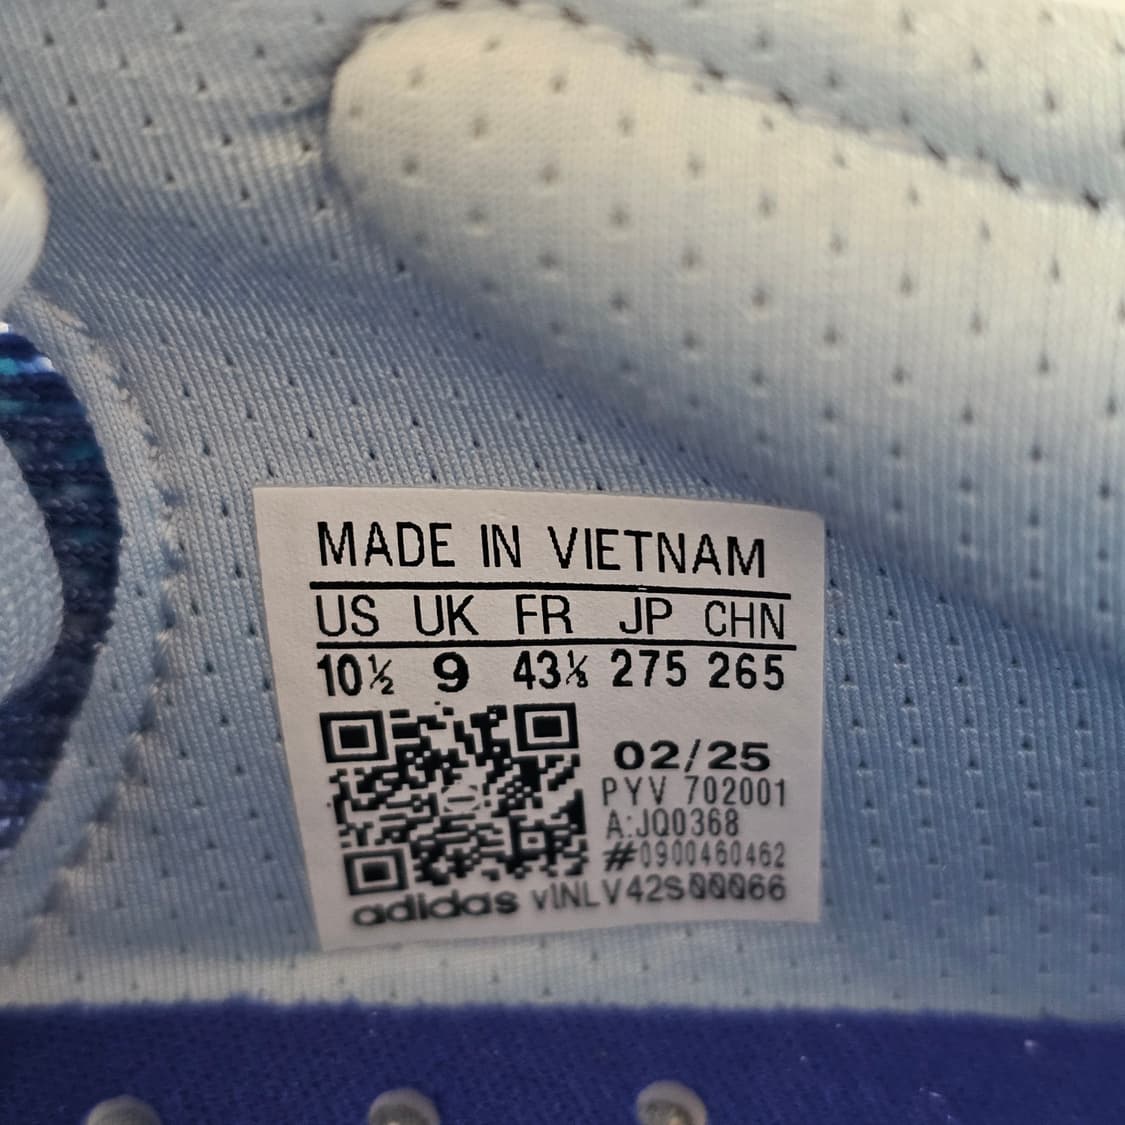 MADE IN VIETNAM
US UK FR JP CHN
10½ 9 43⅓ 275 265
02/25
PYV 702001
A:JQ0368
#0900460462
adidas v1NLV42S00066